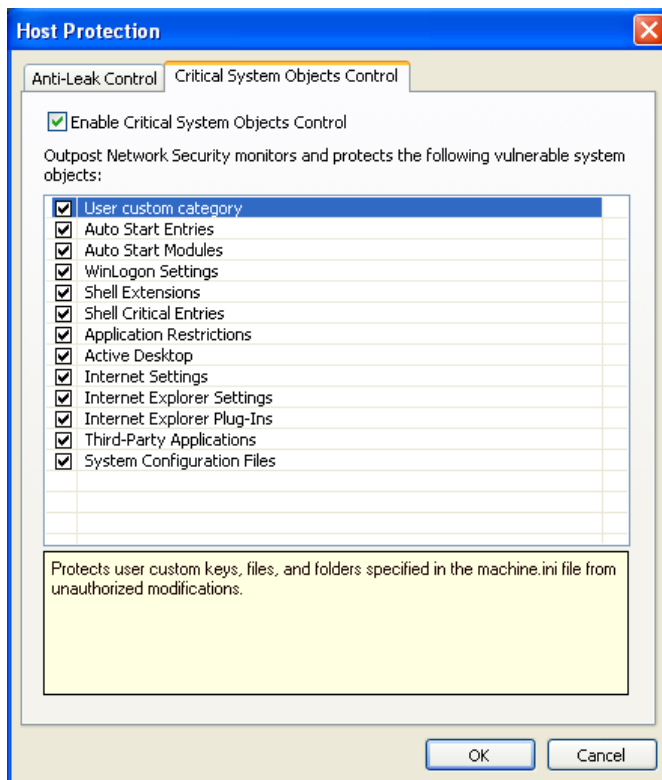 Host Protection
Anti-Leak Control
Critical System Objects Control
Enable Critical System Objects Control
Outpost Network Security monitors and protects the following vulnerable system
objects:
User custom category
Auto Start Entries
Auto Start Modules
WinLogon Settings
Shell Extensions
Shell Critical Entries
Application Restrictions
Active Desktop
Internet Settings
Internet Explorer Settings
Internet Explorer Plug-Ins
Third-Party Applications
System Configuration Files
Protects user custom keys, files, and folders specified in the machine.ini file from
unauthorized modifications.
OK
Cancel